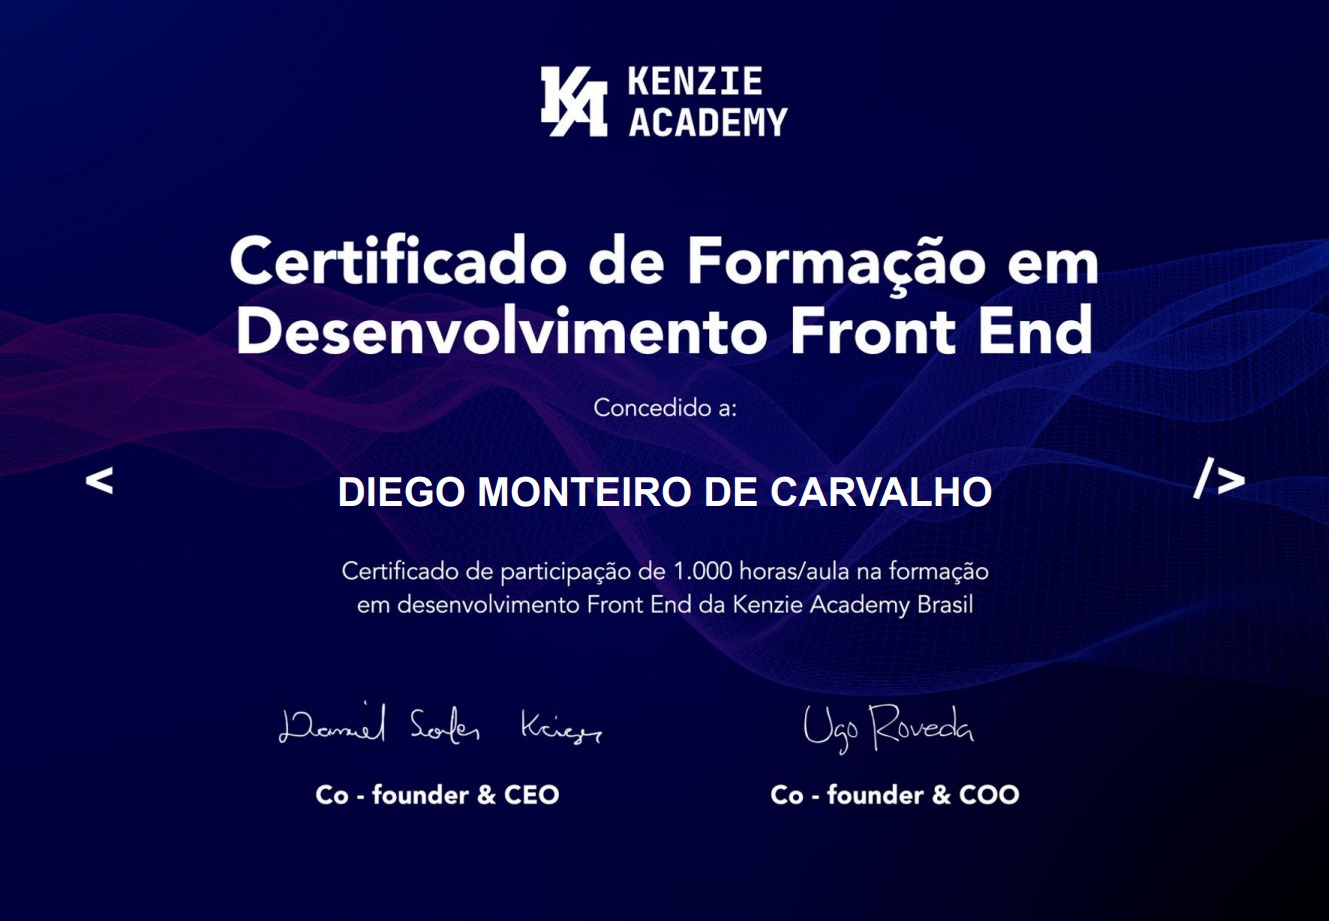 KENZIE
ACADEMY
Certificado de Formação em
Desenvolvimento Front End
Concedido a:
<
/>
DIEGO MONTEIRO DE CARVALHO
Certificado de participação de 1.000 horas/aula na formação
em desenvolvimento Front End da Kenzie Academy Brasil
Daniel
Ugo Roveda
Co - founder & CEO
Co - founder & COO